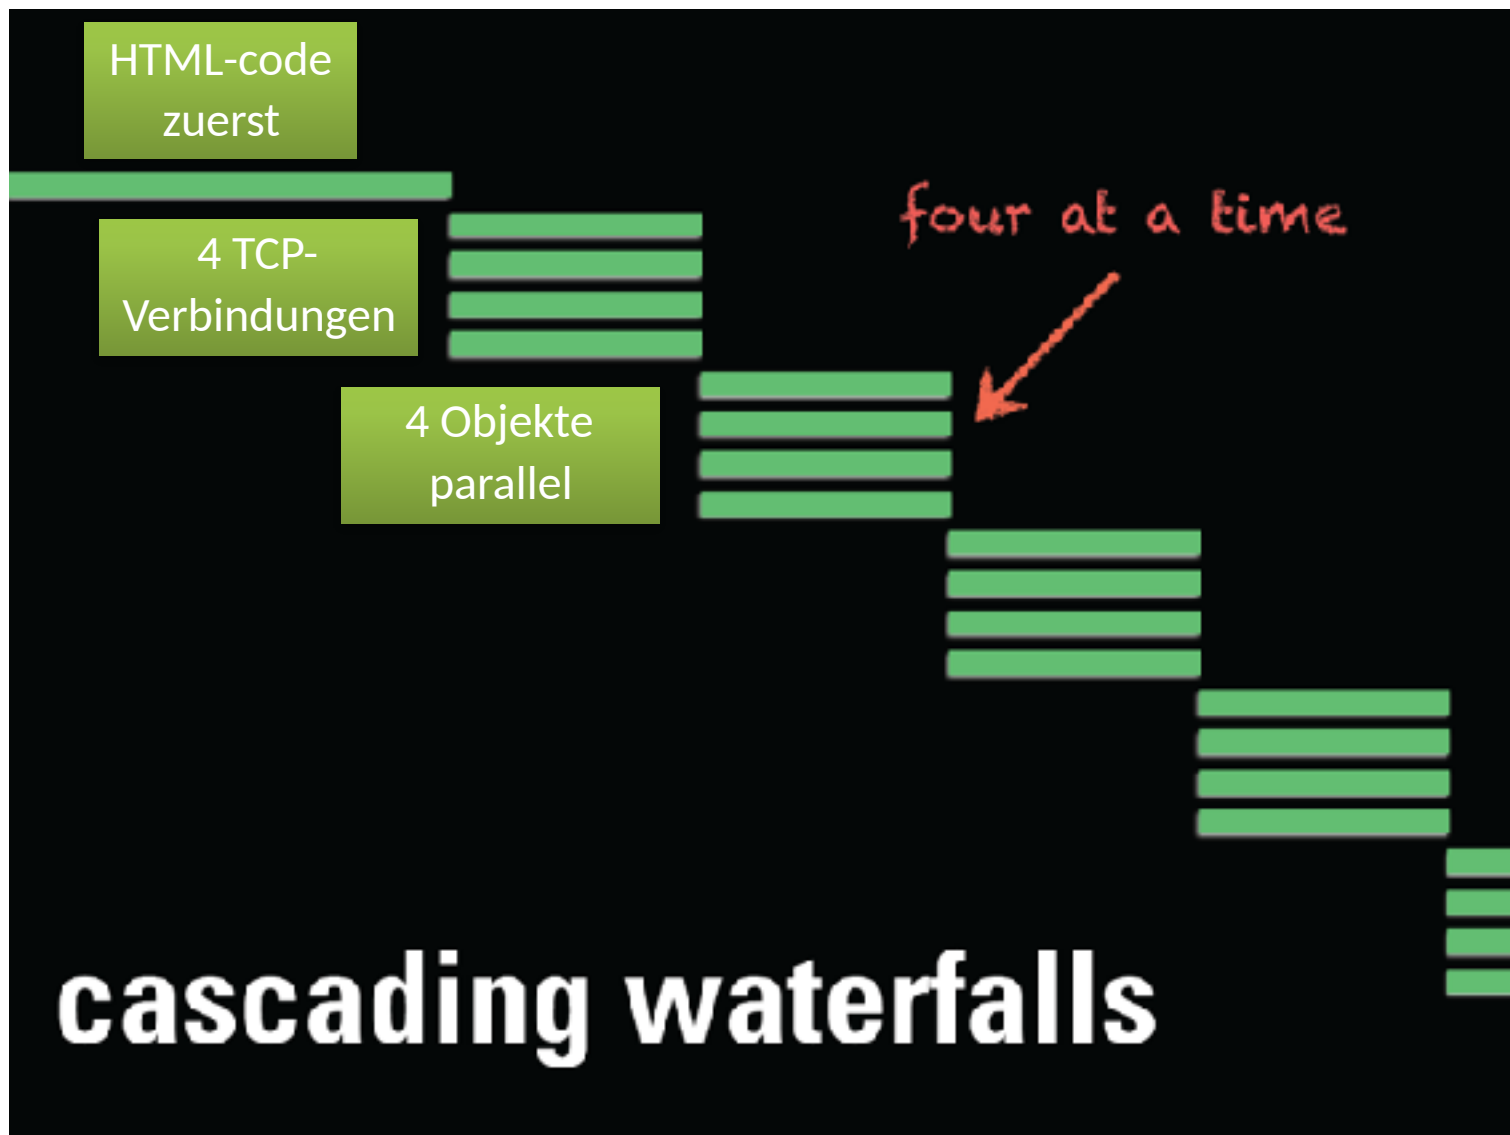 HTML-code
zuerst
four at a time
4 TCP-
Verbindungen
4 Objekte
parallel
cascading waterfalls